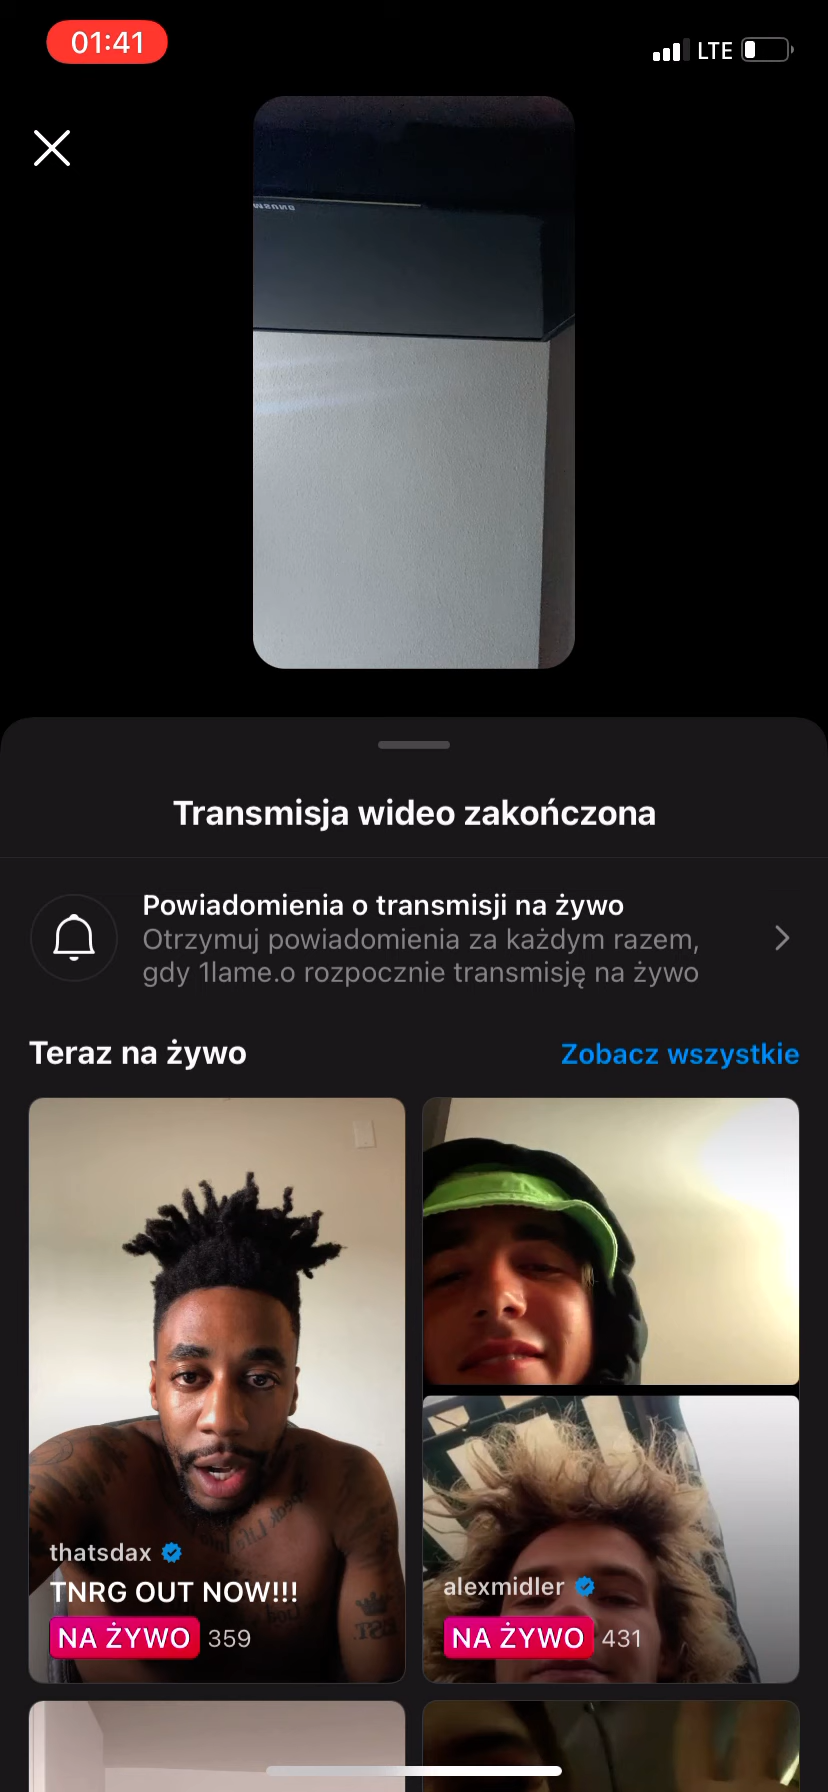 01:41
LTE
SAMSUNG
Transmisja wideo zakończona
Powiadomienia o transmisji na żywo
Otrzymuj powiadomienia za każdym razem,
gdy 1lame.o rozpocznie transmisję na żywo
Teraz na żywo
Zobacz wszystkie
thatsdax
TNRG OUT NOW!!!
NA ŻYWO 359
alexmidler
NA ŻYWO 431